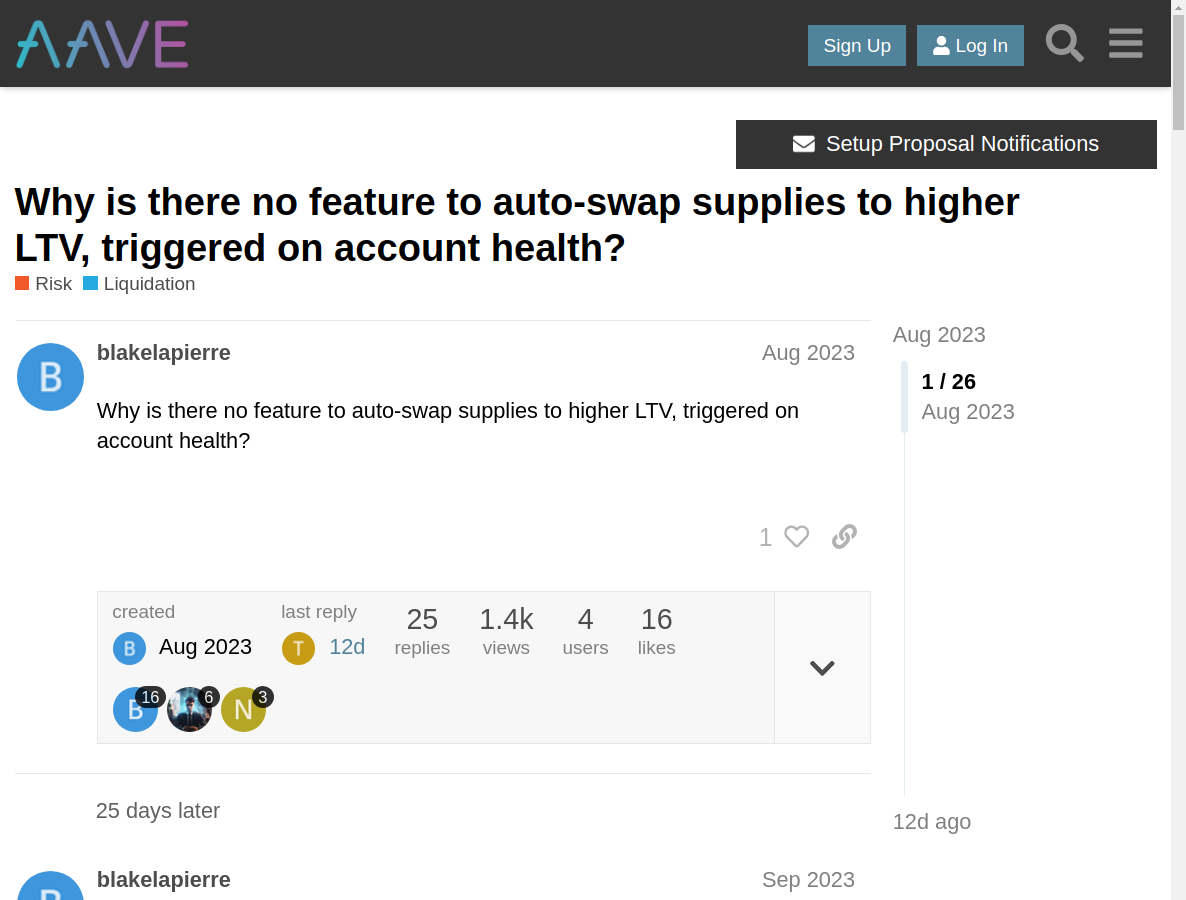 AAVE
Sign Up
Log In
Setup Proposal Notifications
Why is there no feature to auto-swap supplies to higher
LTV, triggered on account health?
Risk Liquidation
Aug 2023
B
blakelapierre
Aug 2023
1 / 26
Aug 2023
Why is there no feature to auto-swap supplies to higher LTV, triggered on
account health?
1
created
B Aug 2023
last reply
T 12d
25
replies
1.4k
views
4
users
16
likes
B 16
6
N 3
25 days later
12d ago
B
blakelapierre
Sep 2023